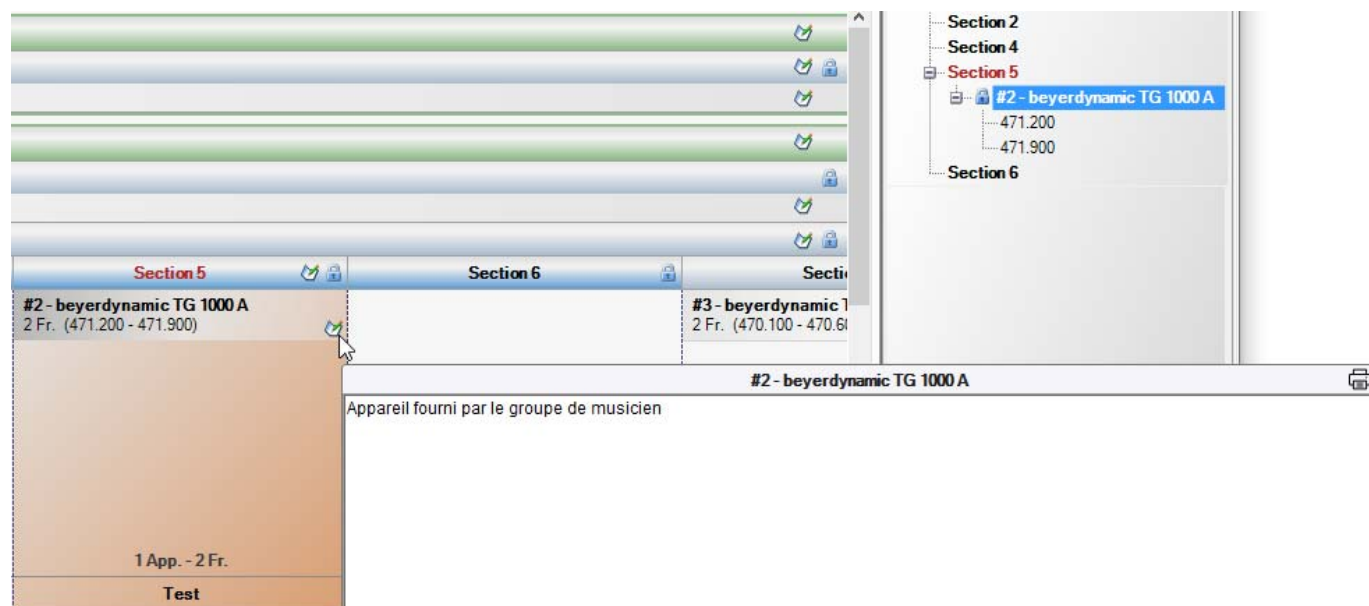 Section 2
Section 4
Section 5
#2 - beyerdynamic TG 1000 A
471.200
471.900
Section 6
Section 5
Section 6
#2 - beyerdynamic TG 1000 A
2 Fr. (471.200 - 471.900)
#3 - beyerdynamic
2 Fr. (470.100 -
#2 - beyerdynamic TG 1000 A
Appareil fourni par le groupe de musicien
1 App. - 2 Fr.
Test